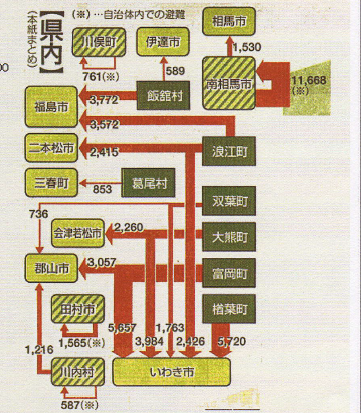 【県内】
(本紙まとめ)
(※)…自治体内での避難
相馬市
川俣町
伊達市
1,530
761(※)
589
南相馬市
11,668
(※)
飯舘村
3,772
福島市
3,572
二本松市
2,415
浪江町
三春町
853
葛尾村
736
双葉町
会津若松市
2,260
大熊町
郡山市
3,057
富岡町
田村市
楢葉町
1,565(※)
5,657
1,763
3,984
2,426
5,720
1,216
川内村
いわき市
587(※)
00